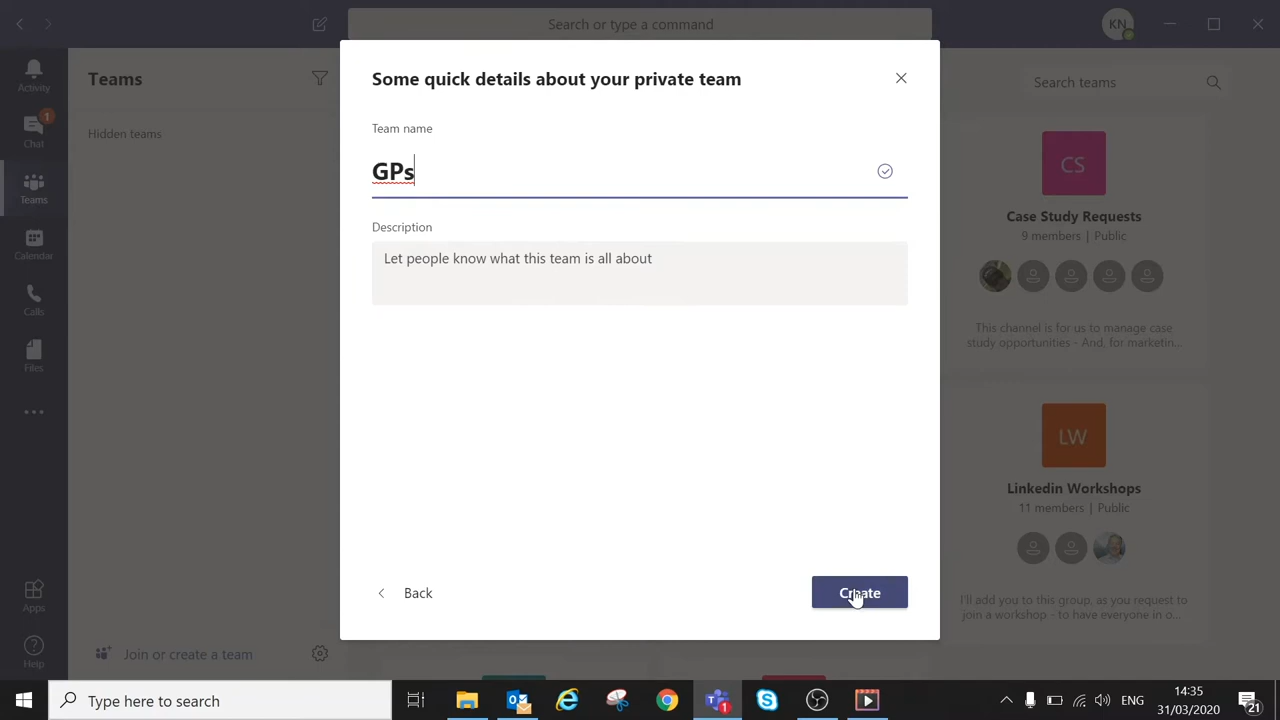 Search or type a command
KN
Activity
1
Chat
Teams
Calendar
Calls
Files
Apps
Help
Teams
Hidden teams
Join or create a team
Some quick details about your private team
Team name
GPs
Description
Let people know what this team is all about
Back
Create
Search teams
CS
Case Study Requests
9 members | Public
This channel is for us to manage case
study opportunities - And, for marketin...
LW
Linkedin Workshops
11 members | Public
I'll add you to this group, as you request to
join a workshop - to have everyone in o...
Type here to search
1
ENG
14:35
31/03/2020
21